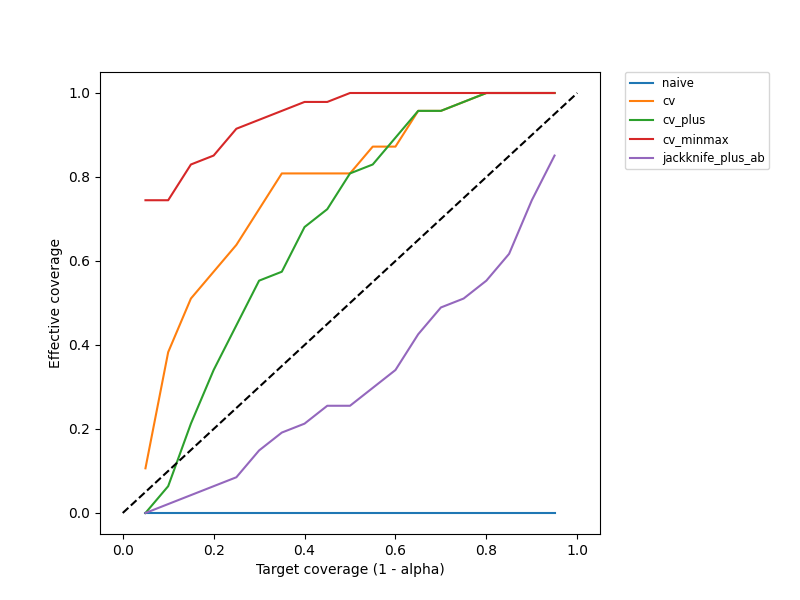 naive
cv
cv_plus
cv_minmax
jackknife_plus_ab
1.0
0.8
0.6
0.4
0.2
0.0
Effective coverage
0.0 0.2 0.4 0.6 0.8 1.0
Target coverage (1 - alpha)